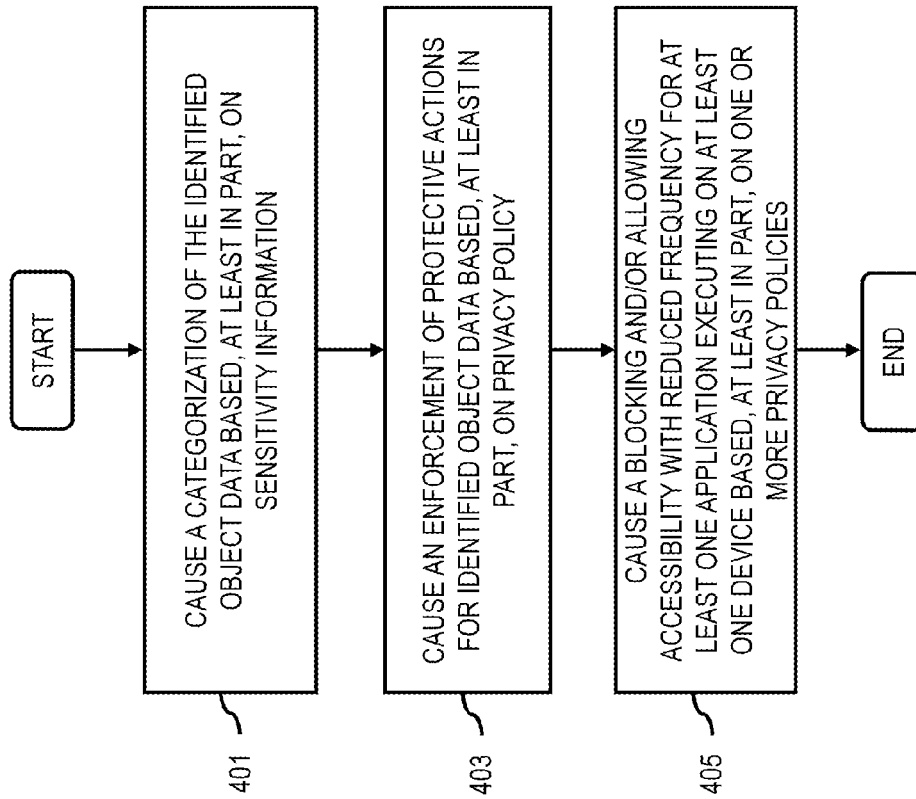 START
CAUSE A CATEGORIZATION OF THE IDENTIFIED
OBJECT DATA BASED, AT LEAST IN PART, ON
SENSITIVITY INFORMATION
401
CAUSE AN ENFORCEMENT OF PROTECTIVE ACTIONS
FOR IDENTIFIED OBJECT DATA BASED, AT LEAST IN
PART, ON PRIVACY POLICY
403
CAUSE A BLOCKING AND/OR ALLOWING
ACCESSIBILITY WITH REDUCED FREQUENCY FOR AT
LEAST ONE APPLICATION EXECUTING ON AT LEAST
ONE DEVICE BASED, AT LEAST IN PART, ON ONE OR
MORE PRIVACY POLICIES
405
END